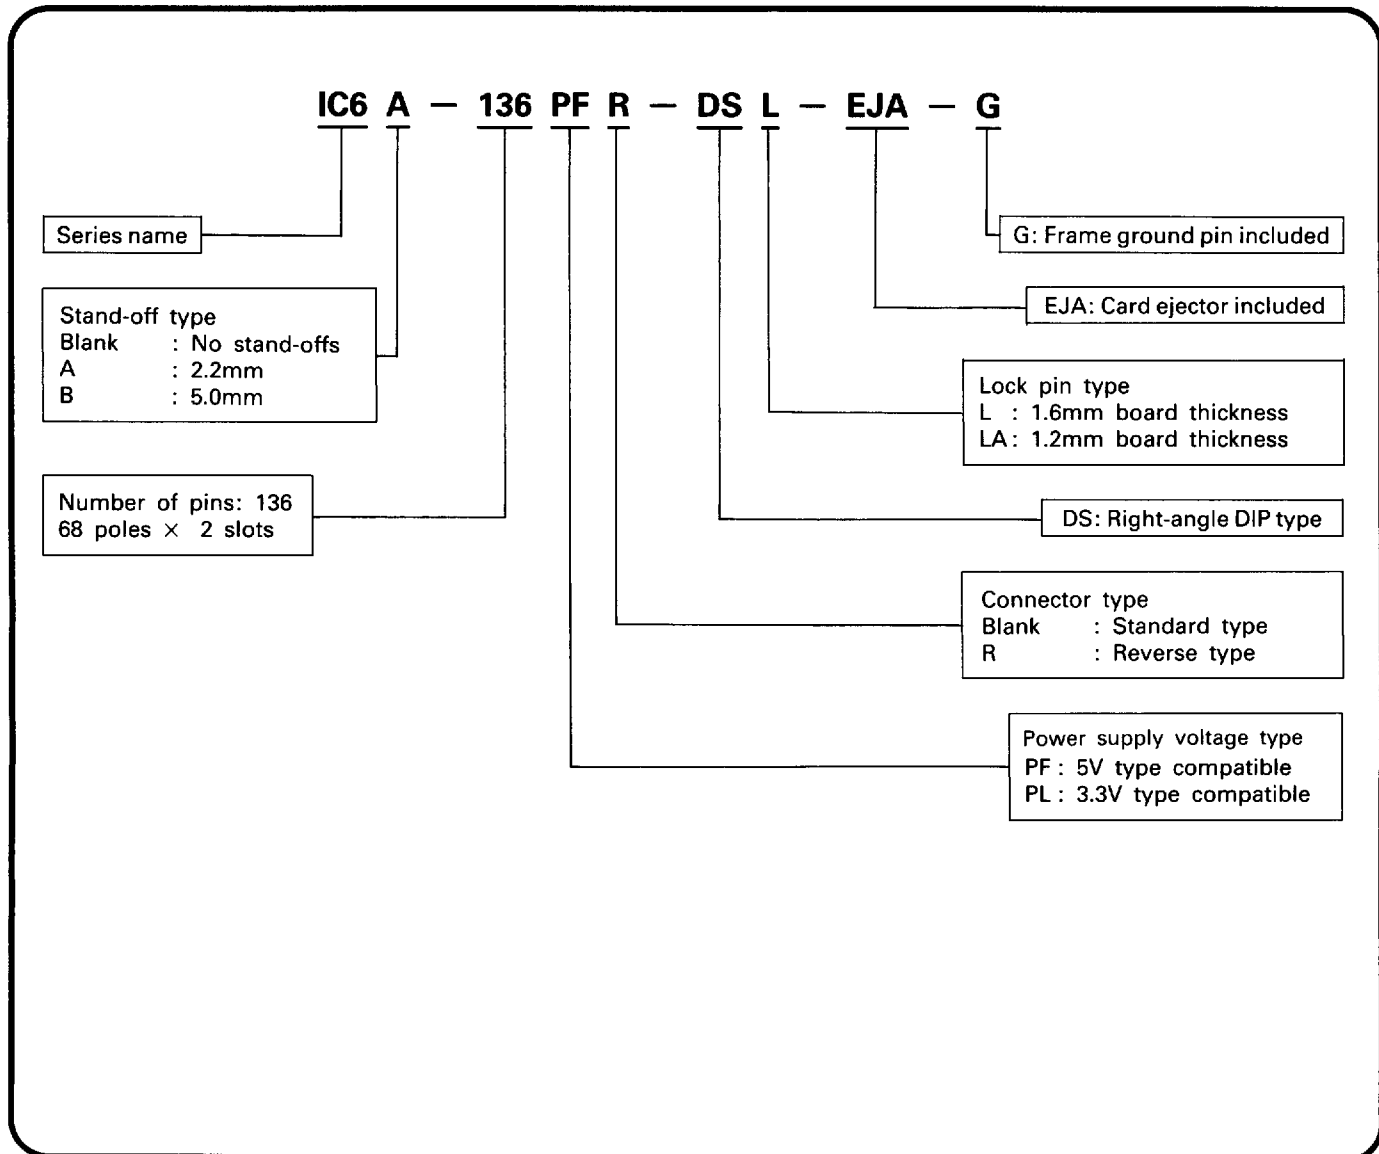 IC6 A — 136 PF R — DS L — EJA — G
Series name
G: Frame ground pin included
Stand-off type
Blank : No stand-offs
A : 2.2mm
B : 5.0mm
EJA: Card ejector included
Lock pin type
L : 1.6mm board thickness
LA: 1.2mm board thickness
Number of pins: 136
68 poles × 2 slots
DS: Right-angle DIP type
Connector type
Blank : Standard type
R : Reverse type
Power supply voltage type
PF : 5V type compatible
PL : 3.3V type compatible